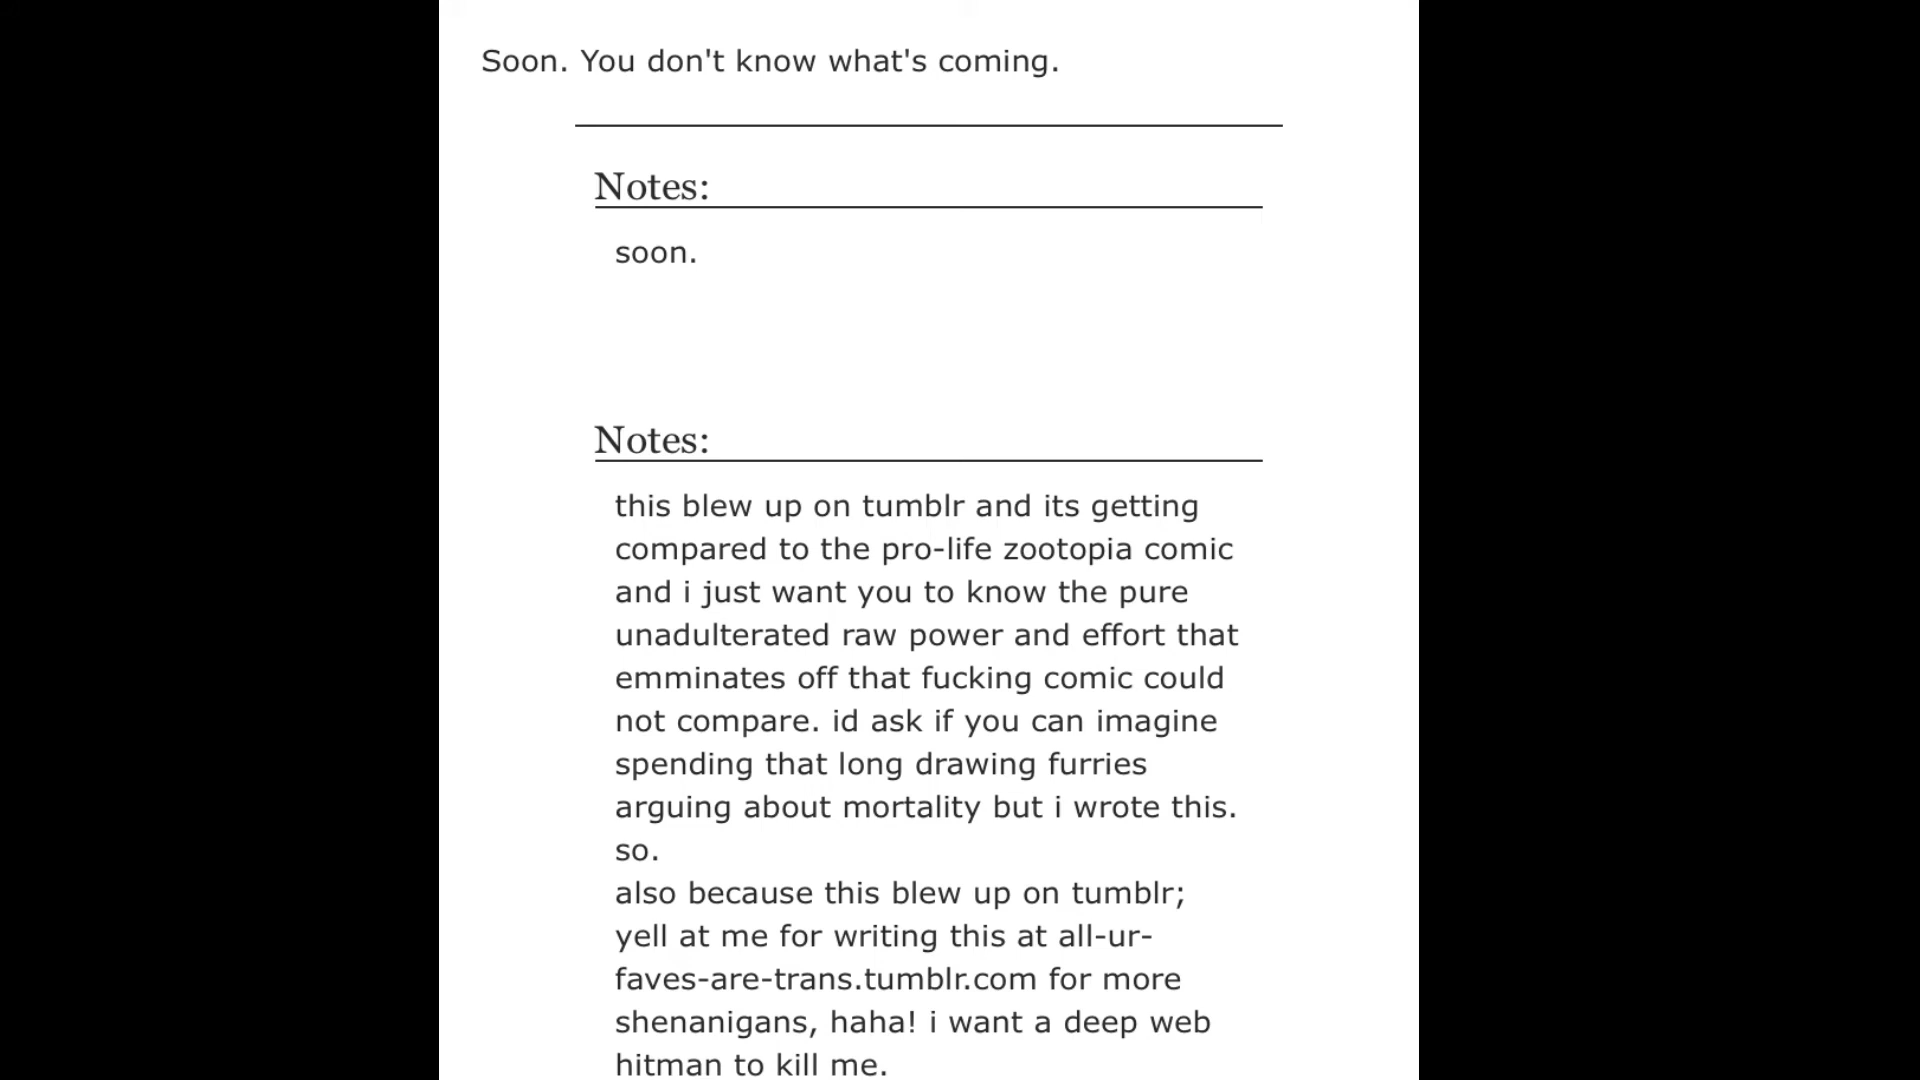 Soon. You don't know what's coming.
Notes:
soon.
Notes:
this blew up on tumblr and its getting
compared to the pro-life zootopia comic
and i just want you to know the pure
unadulterated raw power and effort that
emminates off that fucking comic could
not compare. id ask if you can imagine
spending that long drawing furries
arguing about mortality but i wrote this.
so.
also because this blew up on tumblr;
yell at me for writing this at all-ur-
faves-are-trans.tumblr.com for more
shenanigans, haha! i want a deep web
hitman to kill me.